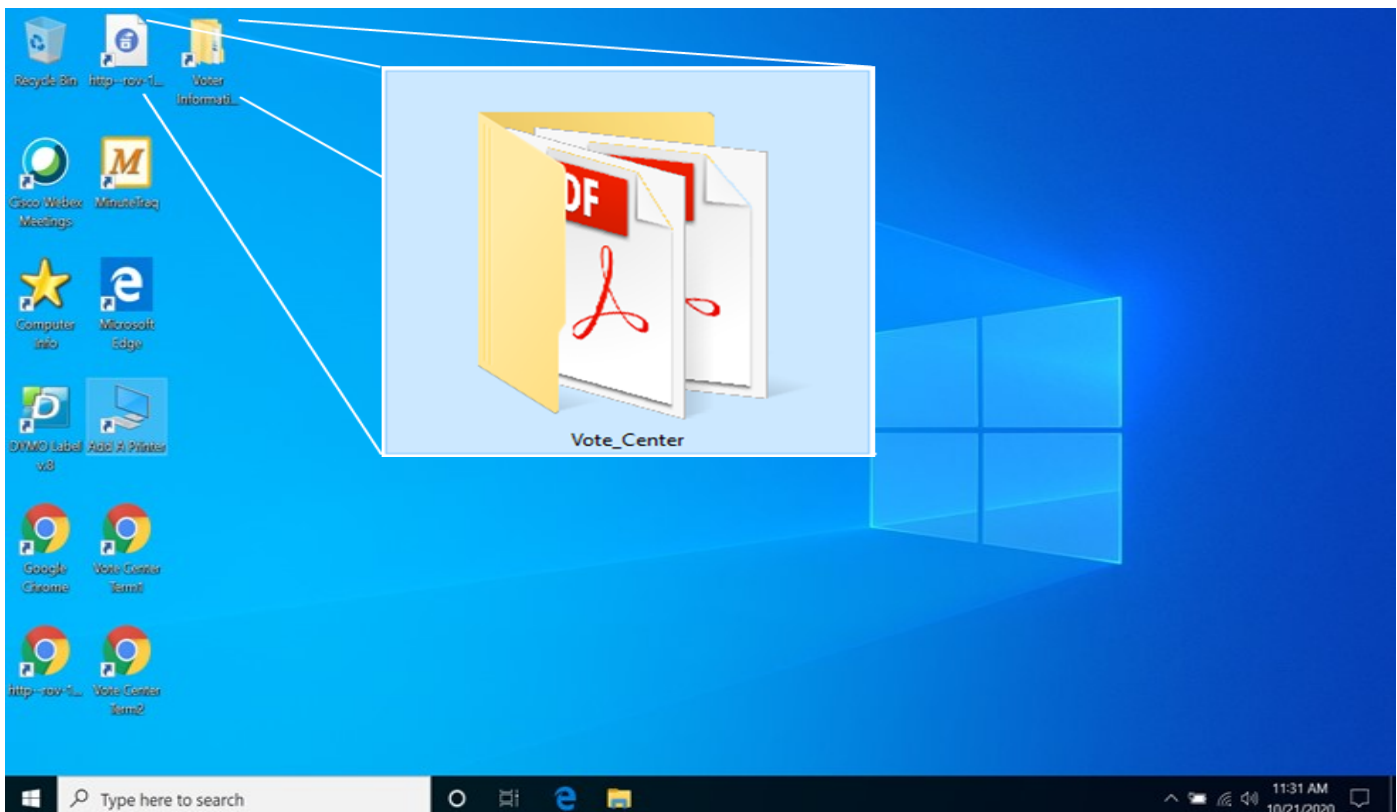 Recycle Bin
http--rov-1...
Voter
Informati...
Cisco Webex
Meetings
MinuteTraq
Computer
Info
Microsoft
Edge
DYMO Label
v.8
Add A Printer
Google
Chrome
Vote Center
Term1
http--rov-1...
Vote Center
Term2
M
D
PDF
Vote_Center
Type here to search
11:31 AM
10/21/2020